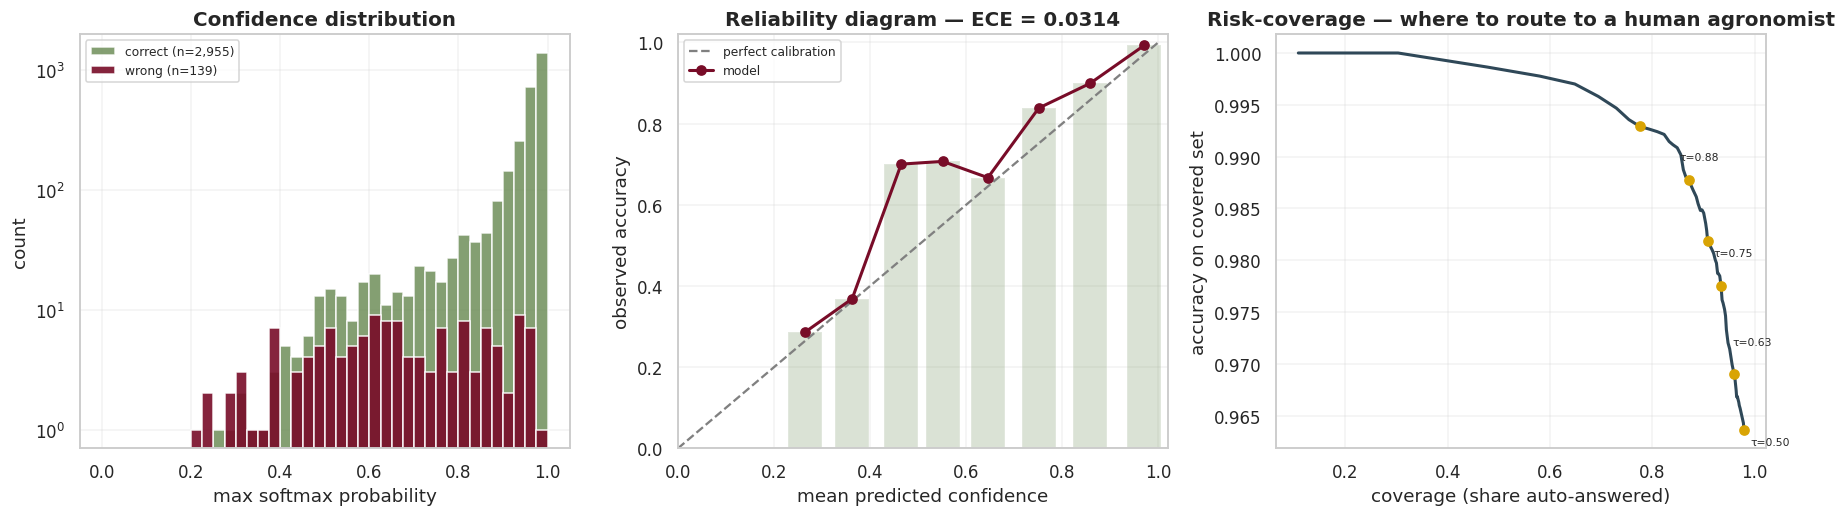 Confidence distribution
correct (n=2,955)
wrong (n=139)
10³
10²
10¹
10⁰
count
0.0 0.2 0.4 0.6 0.8 1.0
max softmax probability
Reliability diagram — ECE = 0.0314
perfect calibration
model
1.0
0.8
0.6
0.4
0.2
0.0
observed accuracy
0.0 0.2 0.4 0.6 0.8 1.0
mean predicted confidence
Risk-coverage — where to route to a human agronomist
1.000
0.995
0.990
0.985
0.980
0.975
0.970
0.965
accuracy on covered set
τ=0.88
τ=0.75
τ=0.63
τ=0.50
0.2 0.4 0.6 0.8 1.0
coverage (share auto-answered)